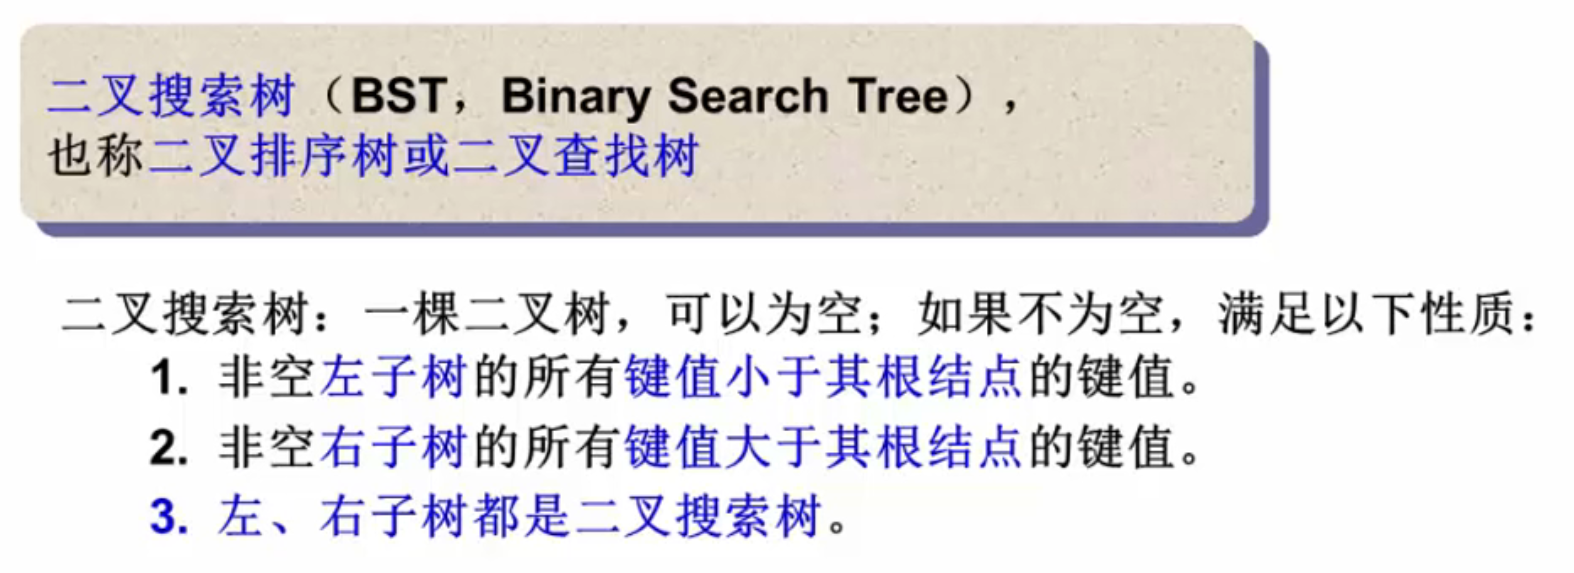 二叉搜索树（BST，Binary Search Tree），
也称二叉排序树或二叉查找树
二叉搜索树：一棵二叉树，可以为空；如果不为空，满足以下性质：
1. 非空左子树的所有键值小于其根结点的键值。
2. 非空右子树的所有键值大于其根结点的键值。
3. 左、右子树都是二叉搜索树。